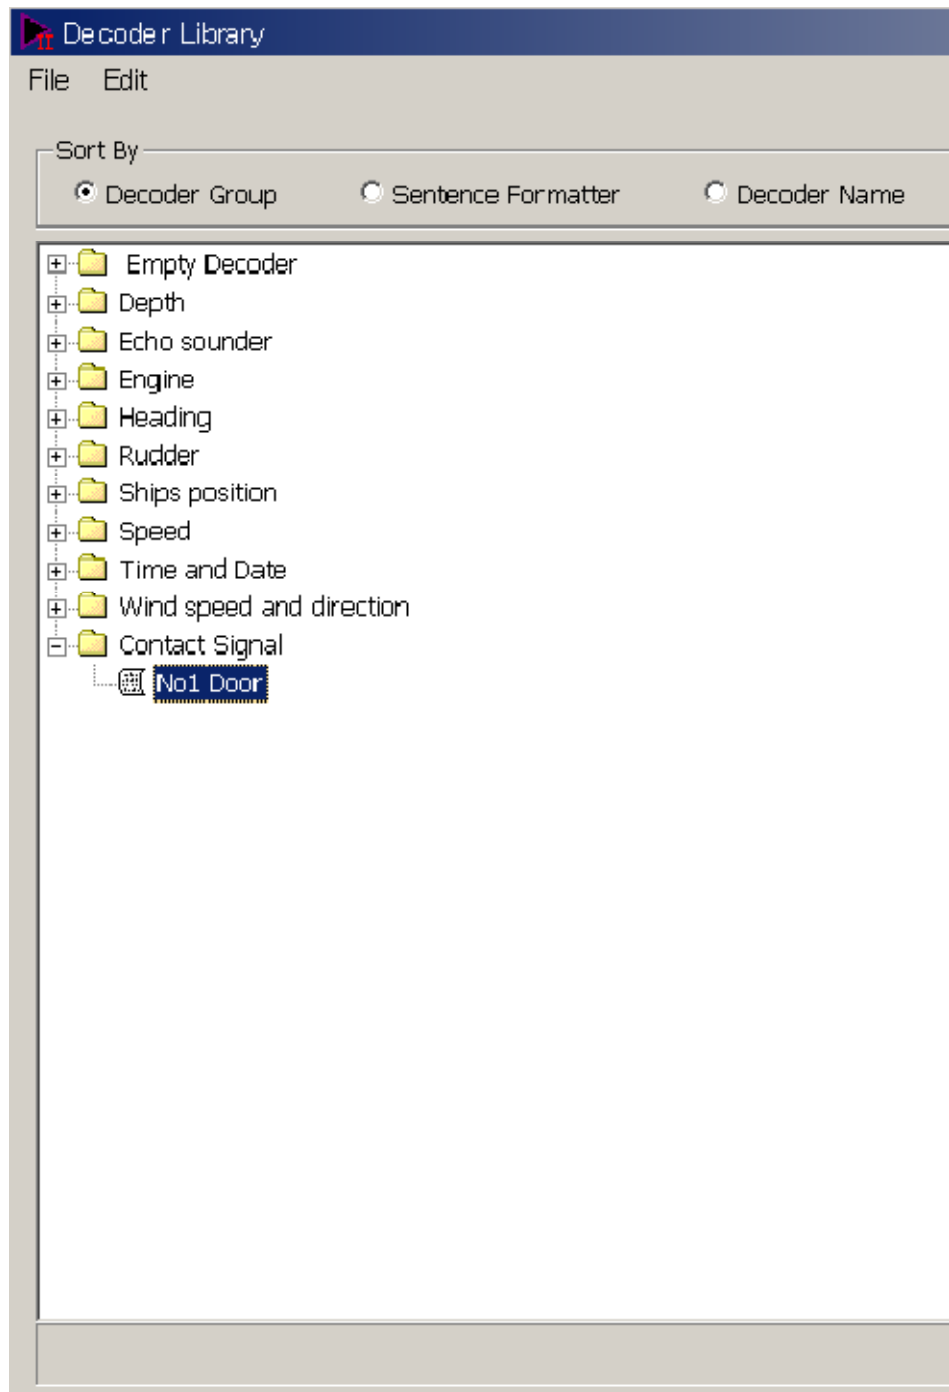 Decoder Library
File Edit
Sort By
Decoder Group Sentence Formatter Decoder Name
Empty Decoder
Depth
Echo sounder
Engine
Heading
Rudder
Ships position
Speed
Time and Date
Wind speed and direction
Contact Signal
No1 Door